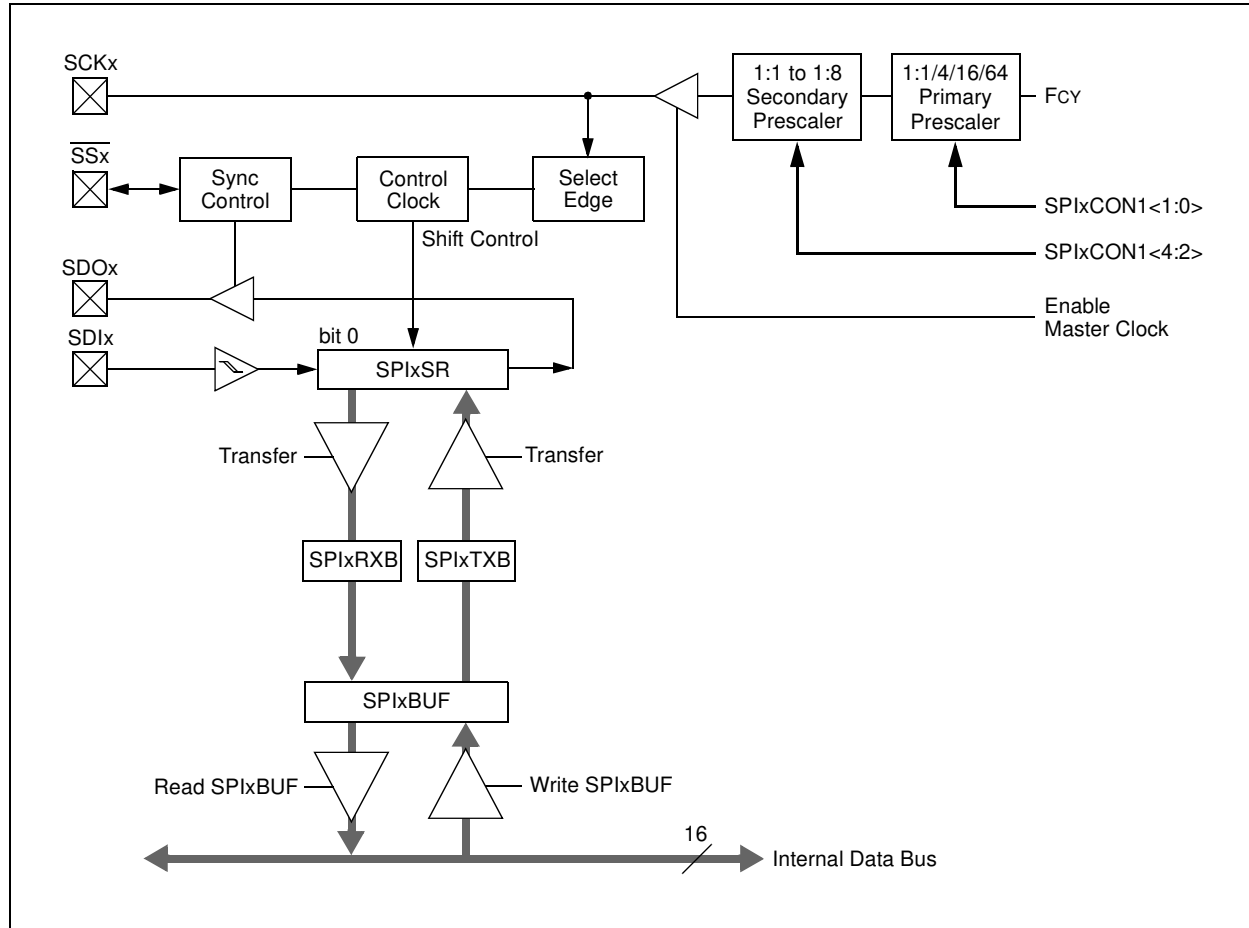 SCKx
1:1 to 1:8
Secondary
Prescaler
1:1/4/16/64
Primary
Prescaler
FCY
SSx
Sync
Control
Control
Clock
Select
Edge
SPIxCON1<1:0>
Shift Control
SPIxCON1<4:2>
SDOx
Enable
Master Clock
SDIx
bit 0
SPIxSR
Transfer
Transfer
SPIxRXB
SPIxTXB
SPIxBUF
Read SPIxBUF
Write SPIxBUF
16
Internal Data Bus